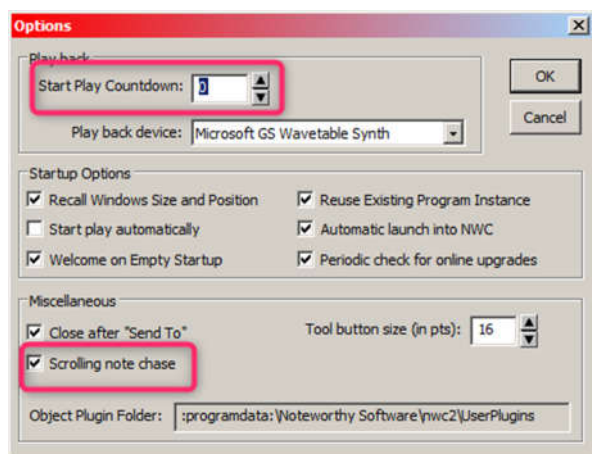 Options
Play back
Start Play Countdown: 0
OK
Play back device: Microsoft GS Wavetable Synth
Cancel
Startup Options
Recall Windows Size and Position
Reuse Existing Program Instance
Start play automatically
Automatic launch into NWC
Welcome on Empty Startup
Periodic check for online upgrades
Miscellaneous
Close after "Send To"
Tool button size (in pts): 16
Scrolling note chase
Object Plugin Folder: :programdata:\Noteworthy Software\nwc2\UserPlugins